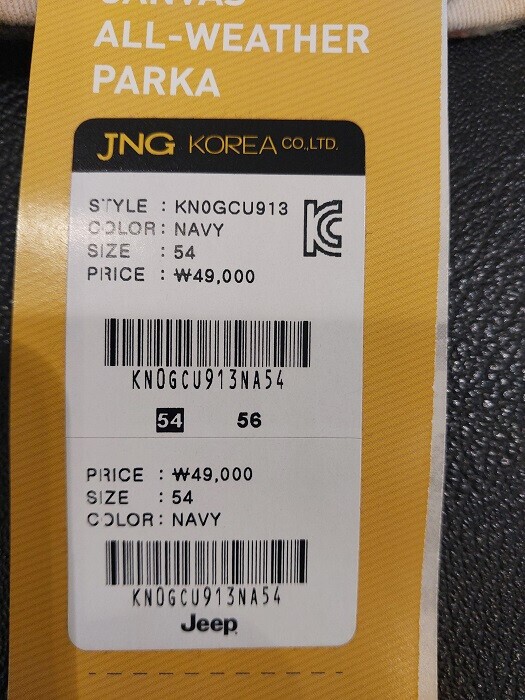 CANVAS
ALL-WEATHER
PARKA
JNG KOREA CO.,LTD.
STYLE : KN0GCU913
COLOR : NAVY
SIZE : 54
PRICE : ₩49,000
KN0GCU913NA54
54 56
PRICE : ₩49,000
SIZE : 54
COLOR : NAVY
KN0GCU913NA54
Jeep